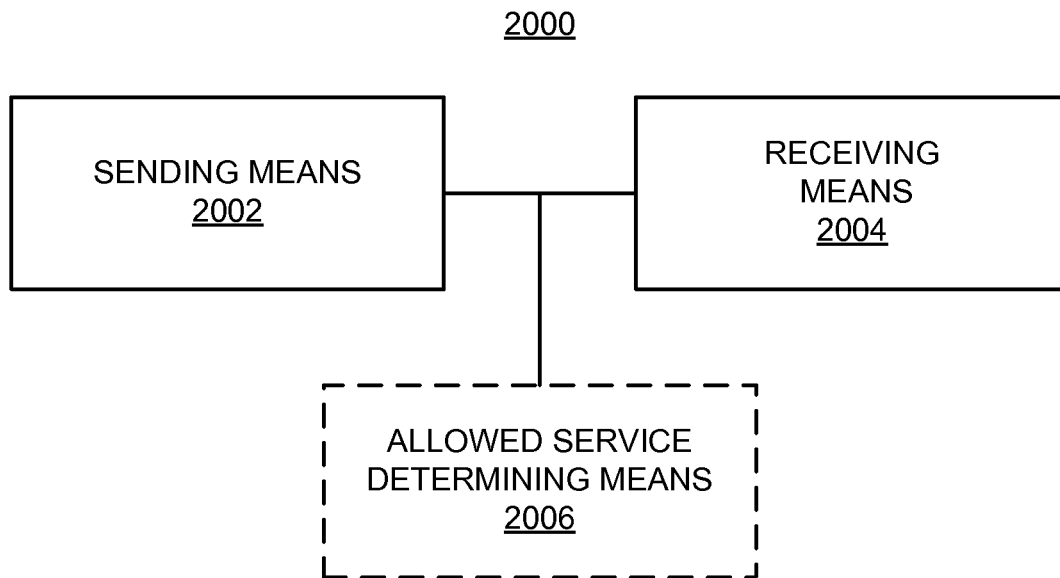 2000
SENDING MEANS
2002
RECEIVING
MEANS
2004
ALLOWED SERVICE
DETERMINING MEANS
2006